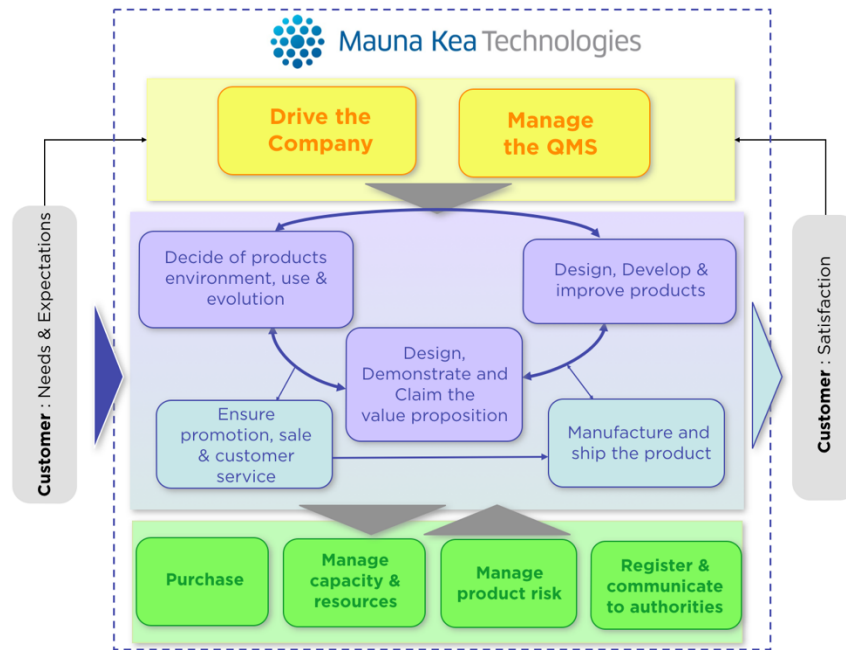 Mauna Kea Technologies
Drive the
Company
Manage
the QMS
Customer : Needs & Expectations
Customer : Satisfaction
Decide of products
environment, use &
evolution
Design, Develop &
improve products
Design,
Demonstrate and
Claim the
value proposition
Ensure
promotion, sale
& customer
service
Manufacture and
ship the product
Purchase
Manage
capacity &
resources
Manage
product risk
Register &
communicate
to authorities